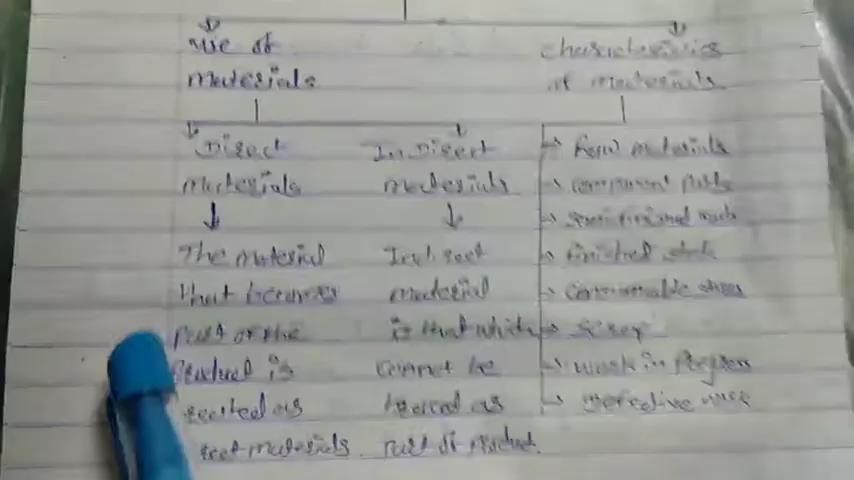 use of
materials
characteristics
of materials
Direct
materials
The material
that becomes
part of the
product is
treated as
materials
InDirect
materials
Indirect
material
is that which
cannot be
treated as
part of product.
Raw materials
component parts
semi finished
Finished stock
consumable stores
scrap
work in progress
defective